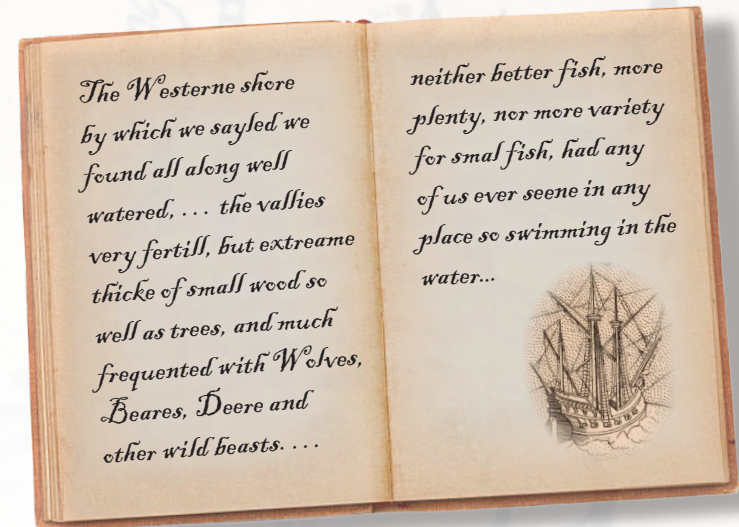 The Westerne shore
by which we sayled we
found all along well
watered, . . . the vallies
very fertill, but extreame
thicke of small wood so
well as trees, and much
frequented with Wolves,
Beares, Deere and
other wild beasts. . . .
neither better fish, more
plenty, nor more variety
for smal fish, had any
of us ever seene in any
place so swimming in the
water...